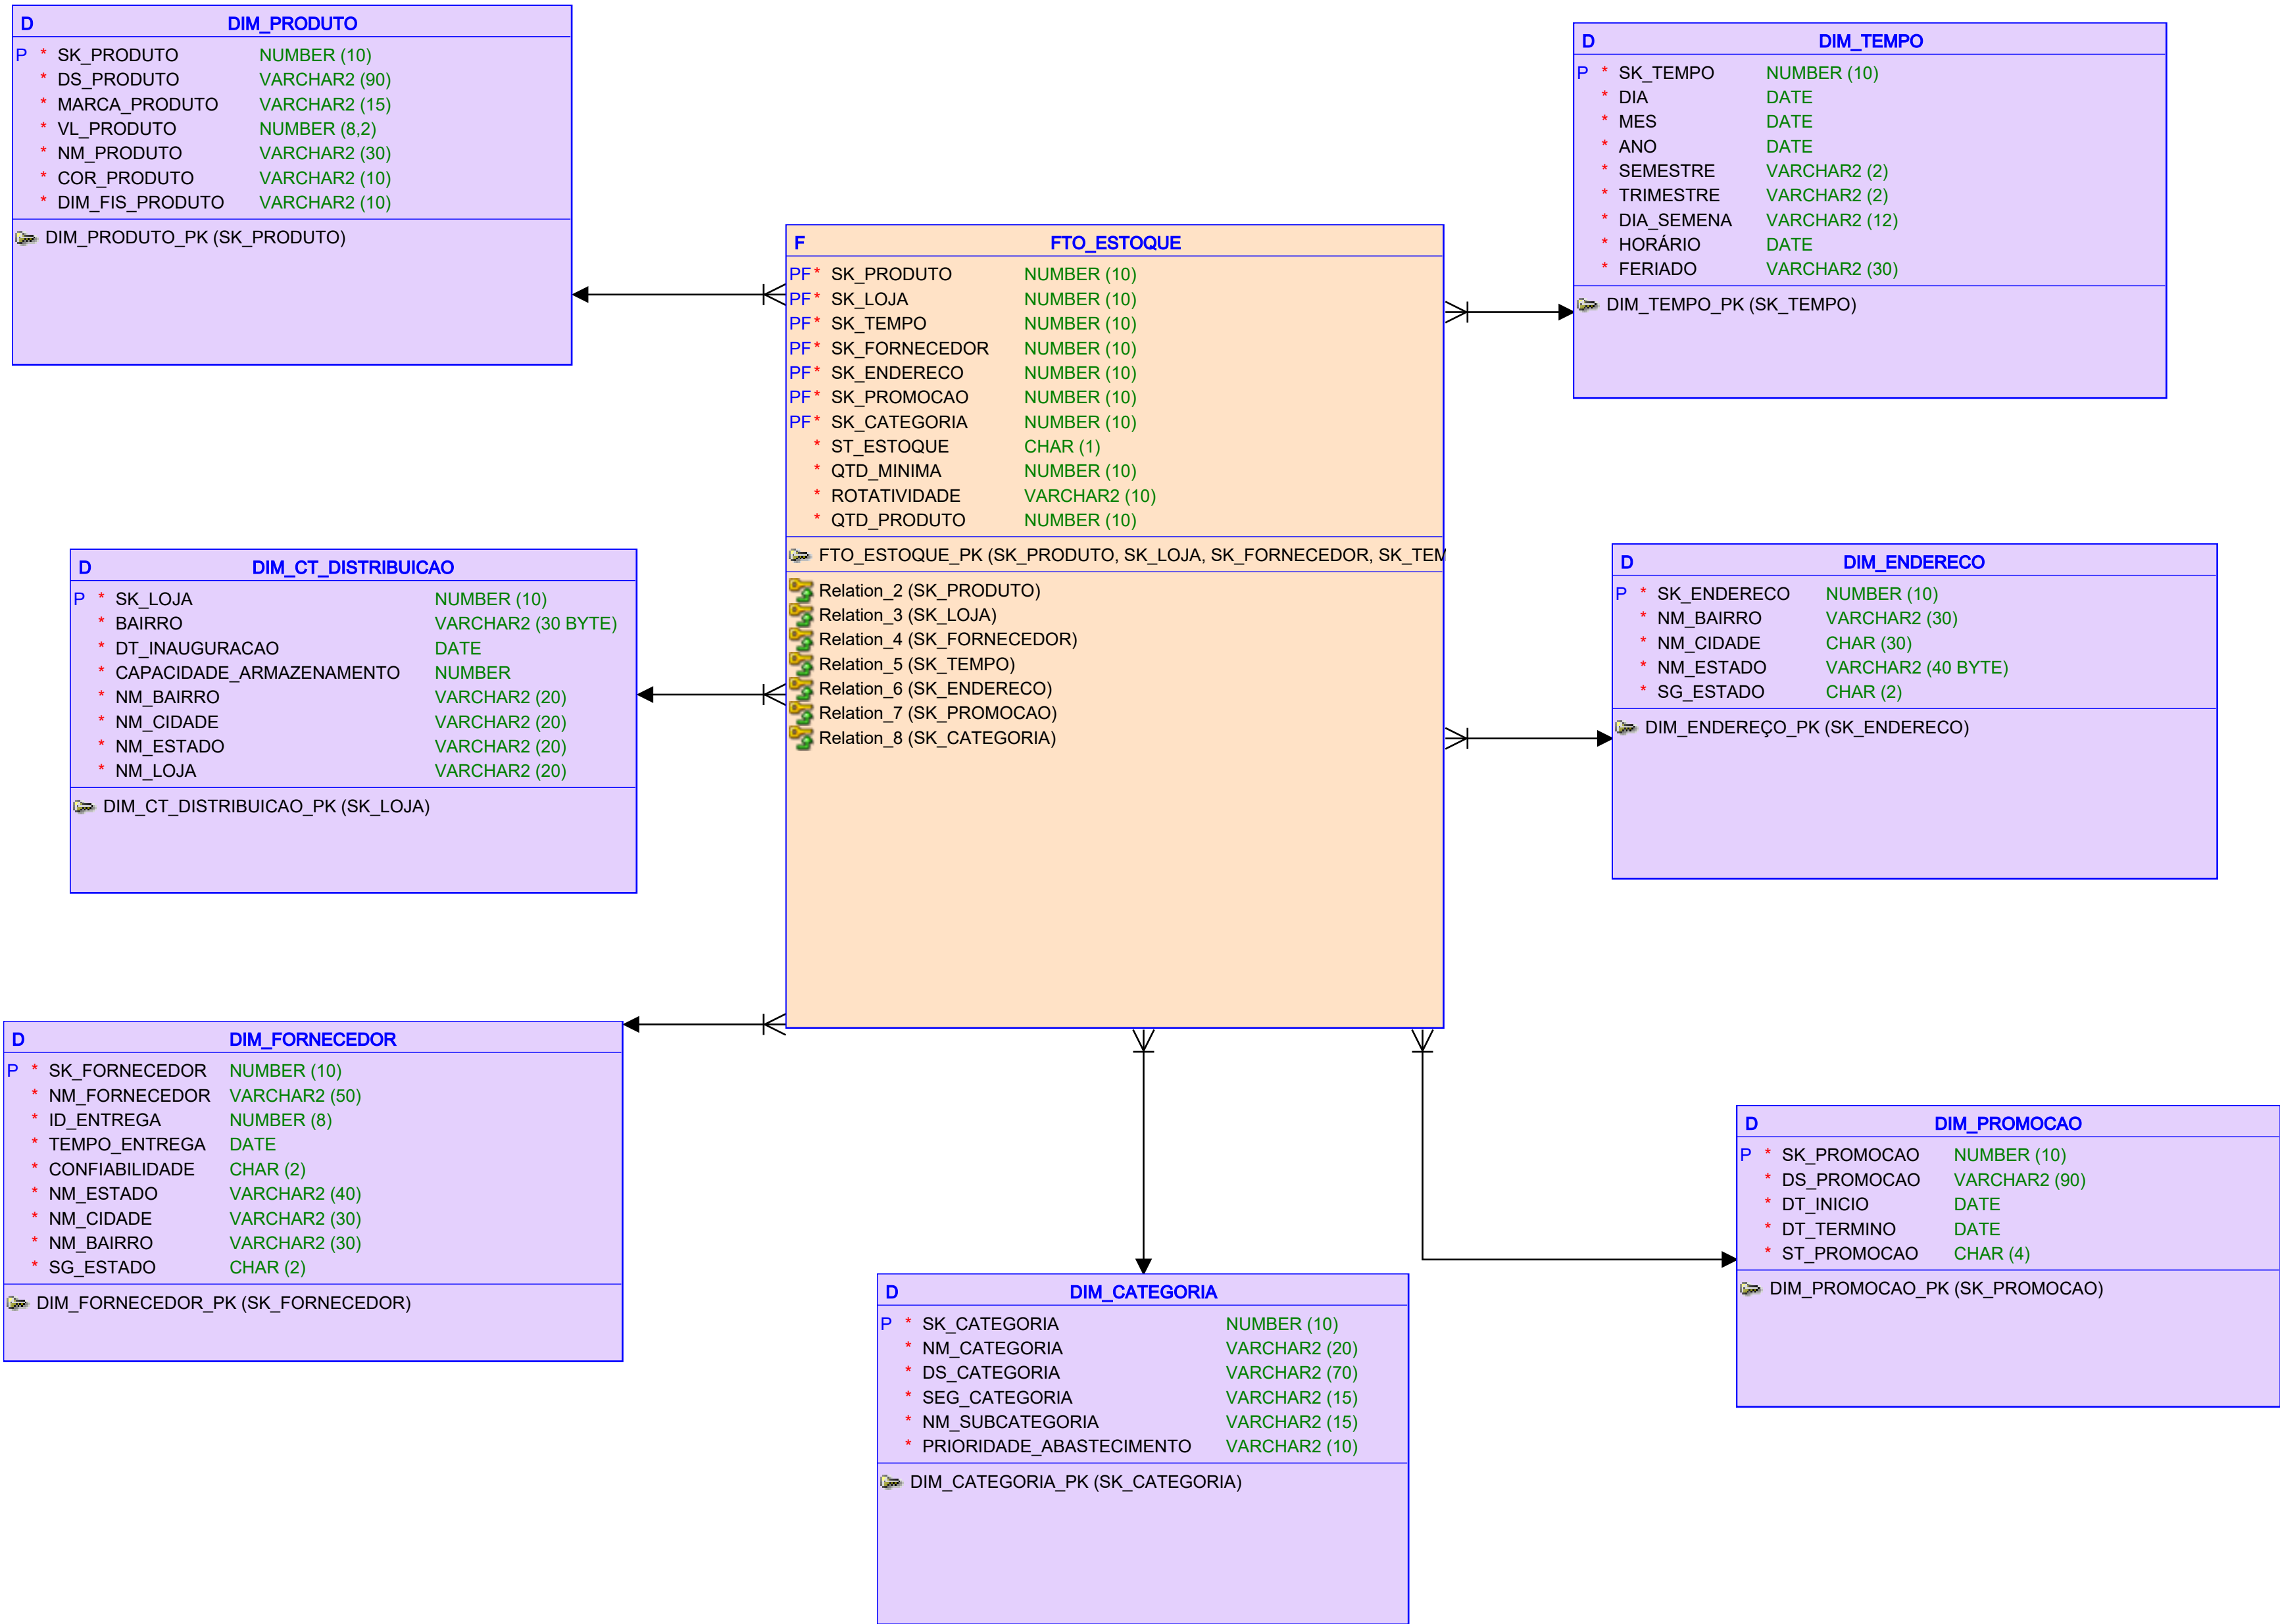 D DIM_PRODUTO
P * SK_PRODUTO NUMBER (10)
* DS_PRODUTO VARCHAR2 (90)
* MARCA_PRODUTO VARCHAR2 (15)
* VL_PRODUTO NUMBER (8,2)
* NM_PRODUTO VARCHAR2 (30)
* COR_PRODUTO VARCHAR2 (10)
* DIM_FIS_PRODUTO VARCHAR2 (10)
DIM_PRODUTO_PK (SK_PRODUTO)
D DIM_TEMPO
P * SK_TEMPO NUMBER (10)
* DIA DATE
* MES DATE
* ANO DATE
* SEMESTRE VARCHAR2 (2)
* TRIMESTRE VARCHAR2 (2)
* DIA_SEMENA VARCHAR2 (12)
* HORÁRIO DATE
* FERIADO VARCHAR2 (30)
DIM_TEMPO_PK (SK_TEMPO)
F FTO_ESTOQUE
PF * SK_PRODUTO NUMBER (10)
PF * SK_LOJA NUMBER (10)
PF * SK_TEMPO NUMBER (10)
PF * SK_FORNECEDOR NUMBER (10)
PF * SK_ENDERECO NUMBER (10)
PF * SK_PROMOCAO NUMBER (10)
PF * SK_CATEGORIA NUMBER (10)
* ST_ESTOQUE CHAR (1)
* QTD_MINIMA NUMBER (10)
* ROTATIVIDADE VARCHAR2 (10)
* QTD_PRODUTO NUMBER (10)
FTO_ESTOQUE_PK (SK_PRODUTO, SK_LOJA, SK_FORNECEDOR, SK_TEM
Relation_2 (SK_PRODUTO)
Relation_3 (SK_LOJA)
Relation_4 (SK_FORNECEDOR)
Relation_5 (SK_TEMPO)
Relation_6 (SK_ENDERECO)
Relation_7 (SK_PROMOCAO)
Relation_8 (SK_CATEGORIA)
D DIM_CT_DISTRIBUICAO
P * SK_LOJA NUMBER (10)
* BAIRRO VARCHAR2 (30 BYTE)
* DT_INAUGURACAO DATE
* CAPACIDADE_ARMAZENAMENTO NUMBER
* NM_BAIRRO VARCHAR2 (20)
* NM_CIDADE VARCHAR2 (20)
* NM_ESTADO VARCHAR2 (20)
* NM_LOJA VARCHAR2 (20)
DIM_CT_DISTRIBUICAO_PK (SK_LOJA)
D DIM_ENDERECO
P * SK_ENDERECO NUMBER (10)
* NM_BAIRRO VARCHAR2 (30)
* NM_CIDADE CHAR (30)
* NM_ESTADO VARCHAR2 (40 BYTE)
* SG_ESTADO CHAR (2)
DIM_ENDEREÇO_PK (SK_ENDERECO)
D DIM_FORNECEDOR
P * SK_FORNECEDOR NUMBER (10)
* NM_FORNECEDOR VARCHAR2 (50)
* ID_ENTREGA NUMBER (8)
* TEMPO_ENTREGA DATE
* CONFIABILIDADE CHAR (2)
* NM_ESTADO VARCHAR2 (40)
* NM_CIDADE VARCHAR2 (30)
* NM_BAIRRO VARCHAR2 (30)
* SG_ESTADO CHAR (2)
DIM_FORNECEDOR_PK (SK_FORNECEDOR)
D DIM_PROMOCAO
P * SK_PROMOCAO NUMBER (10)
* DS_PROMOCAO VARCHAR2 (90)
* DT_INICIO DATE
* DT_TERMINO DATE
* ST_PROMOCAO CHAR (4)
DIM_PROMOCAO_PK (SK_PROMOCAO)
D DIM_CATEGORIA
P * SK_CATEGORIA NUMBER (10)
* NM_CATEGORIA VARCHAR2 (20)
* DS_CATEGORIA VARCHAR2 (70)
* SEG_CATEGORIA VARCHAR2 (15)
* NM_SUBCATEGORIA VARCHAR2 (15)
* PRIORIDADE_ABASTECIMENTO VARCHAR2 (10)
DIM_CATEGORIA_PK (SK_CATEGORIA)